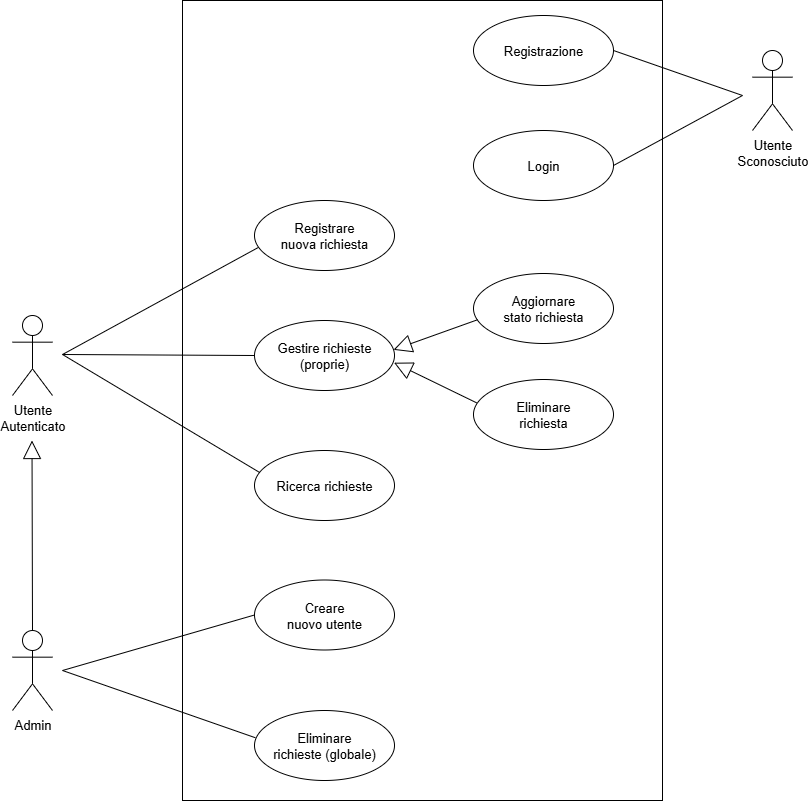 Registrazione
Utente
Sconosciuto
Login
Registrare
nuova richiesta
Aggiornare
stato richiesta
Gestire richieste
(proprie)
Utente
Autenticato
Eliminare
richiesta
Ricerca richieste
Creare
nuovo utente
Admin
Eliminare
richieste (globale)